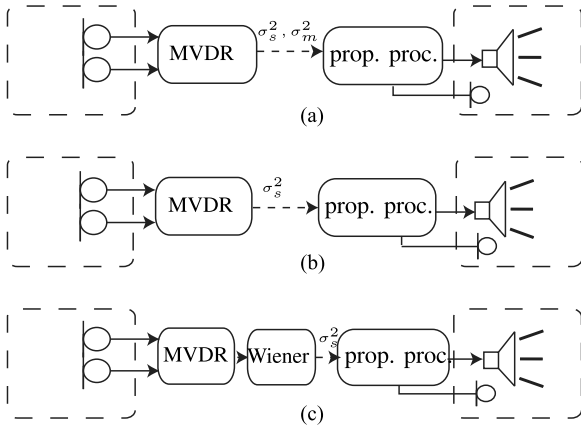 MVDR
σ_s^2, σ_m^2
prop. proc.
(a)
MVDR
σ_s^2
prop. proc.
(b)
MVDR
Wiener
σ_s^2
prop. proc.
(c)